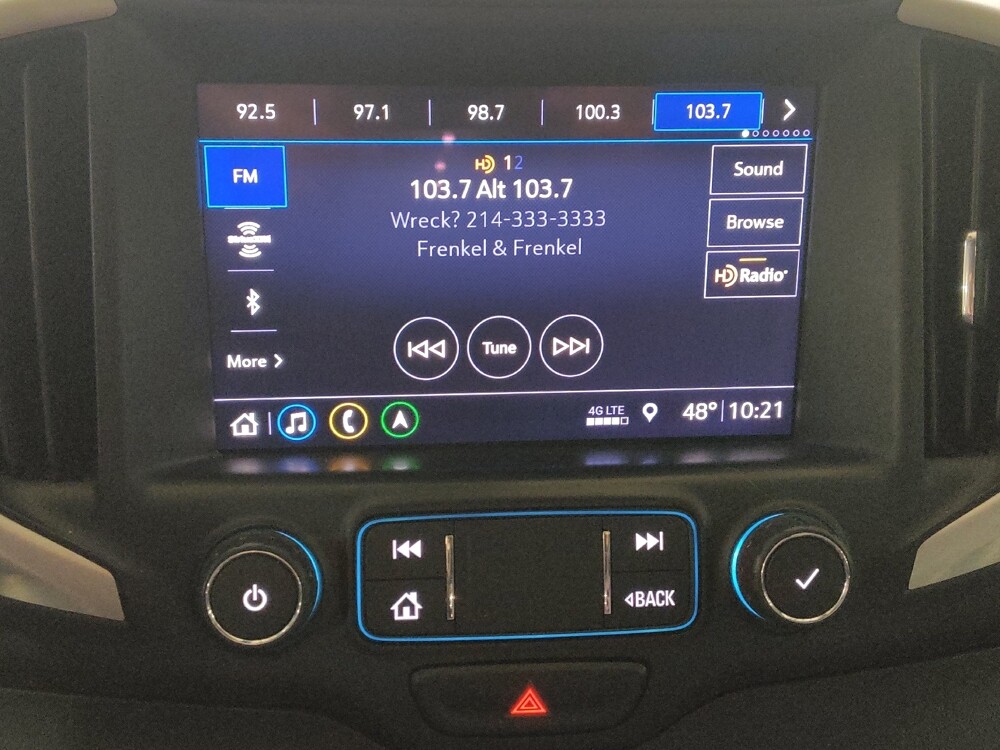 92.5 97.1 98.7 100.3 103.7
FM
HD 1 2
103.7 Alt 103.7
Wreck? 214-333-3333
Frenkel & Frenkel
Sound
Browse
HD Radio
SiriusXM
More
Tune
4G LTE
48° 10:21
BACK